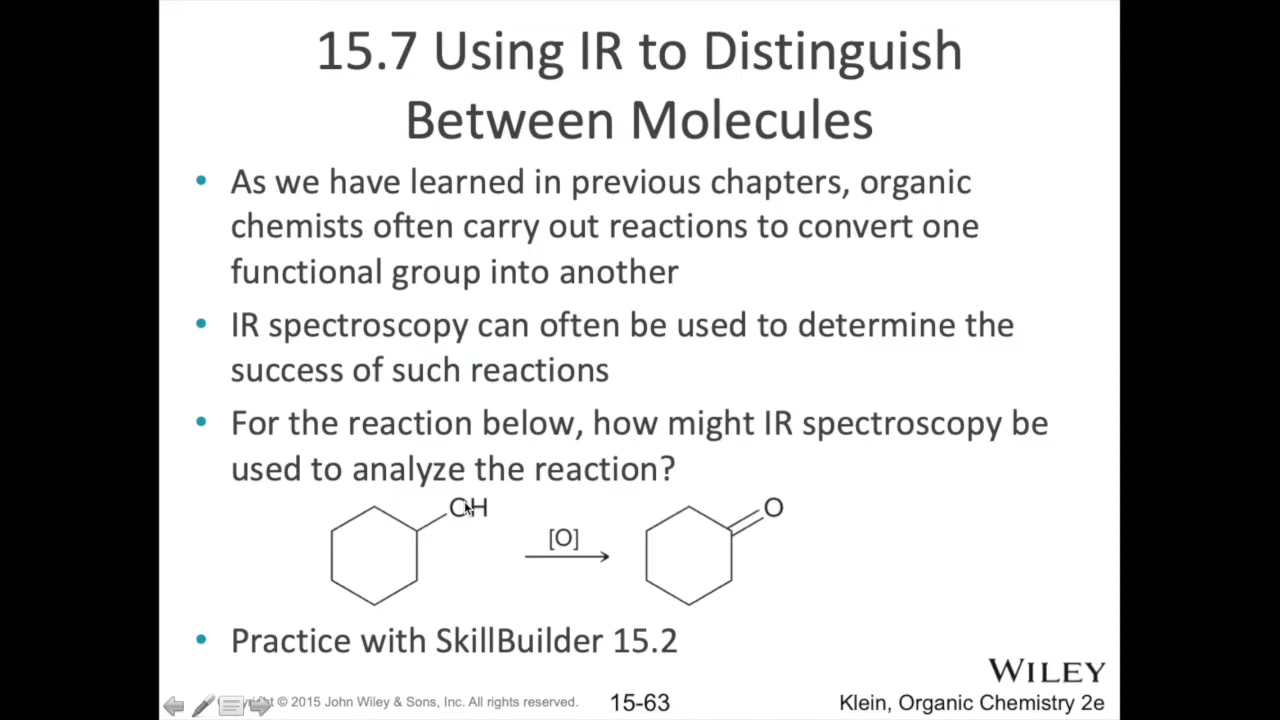 15.7 Using IR to Distinguish
Between Molecules
• As we have learned in previous chapters, organic
chemists often carry out reactions to convert one
functional group into another
• IR spectroscopy can often be used to determine the
success of such reactions
• For the reaction below, how might IR spectroscopy be
used to analyze the reaction?
OH
[O]
O
• Practice with SkillBuilder 15.2
WILEY
© 2015 John Wiley & Sons, Inc. All rights reserved.
15-63
Klein, Organic Chemistry 2e